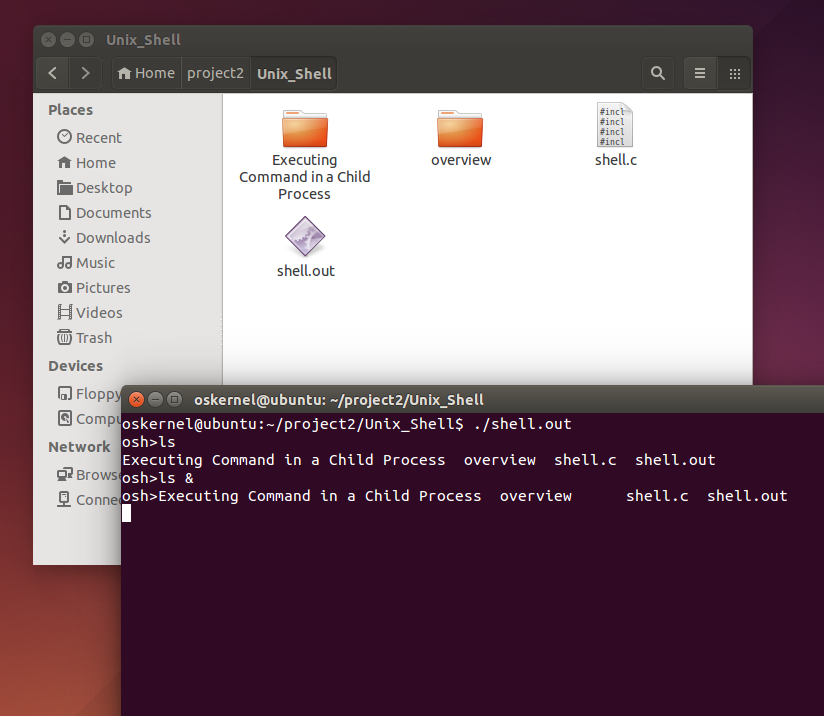 Unix_Shell
Home project2 Unix_Shell
Places
Recent
Home
Desktop
Documents
Downloads
Music
Pictures
Videos
Trash
Devices
Floppy
Compu
Network
Brows
Connec
Executing
Command in a Child
Process
overview
#incl
#incl
#incl
#incl
shell.c
shell.out
oskernel@ubuntu: ~/project2/Unix_Shell
oskernel@ubuntu:~/project2/Unix_Shell$ ./shell.out
osh>ls
Executing Command in a Child Process  overview  shell.c  shell.out
osh>ls &
osh>Executing Command in a Child Process  overview      shell.c  shell.out